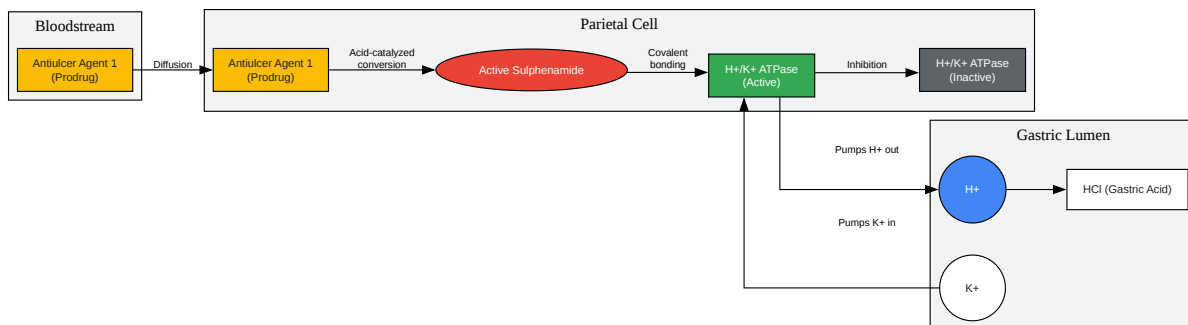 Bloodstream
Antiulcer Agent 1
(Prodrug)
Diffusion
Parietal Cell
Antiulcer Agent 1
(Prodrug)
Acid-catalyzed
conversion
Active Sulphenamide
Covalent
bonding
H+/K+ ATPase
(Active)
Inhibition
H+/K+ ATPase
(Inactive)
Pumps H+ out
Pumps K+ in
Gastric Lumen
H+
HCl (Gastric Acid)
K+